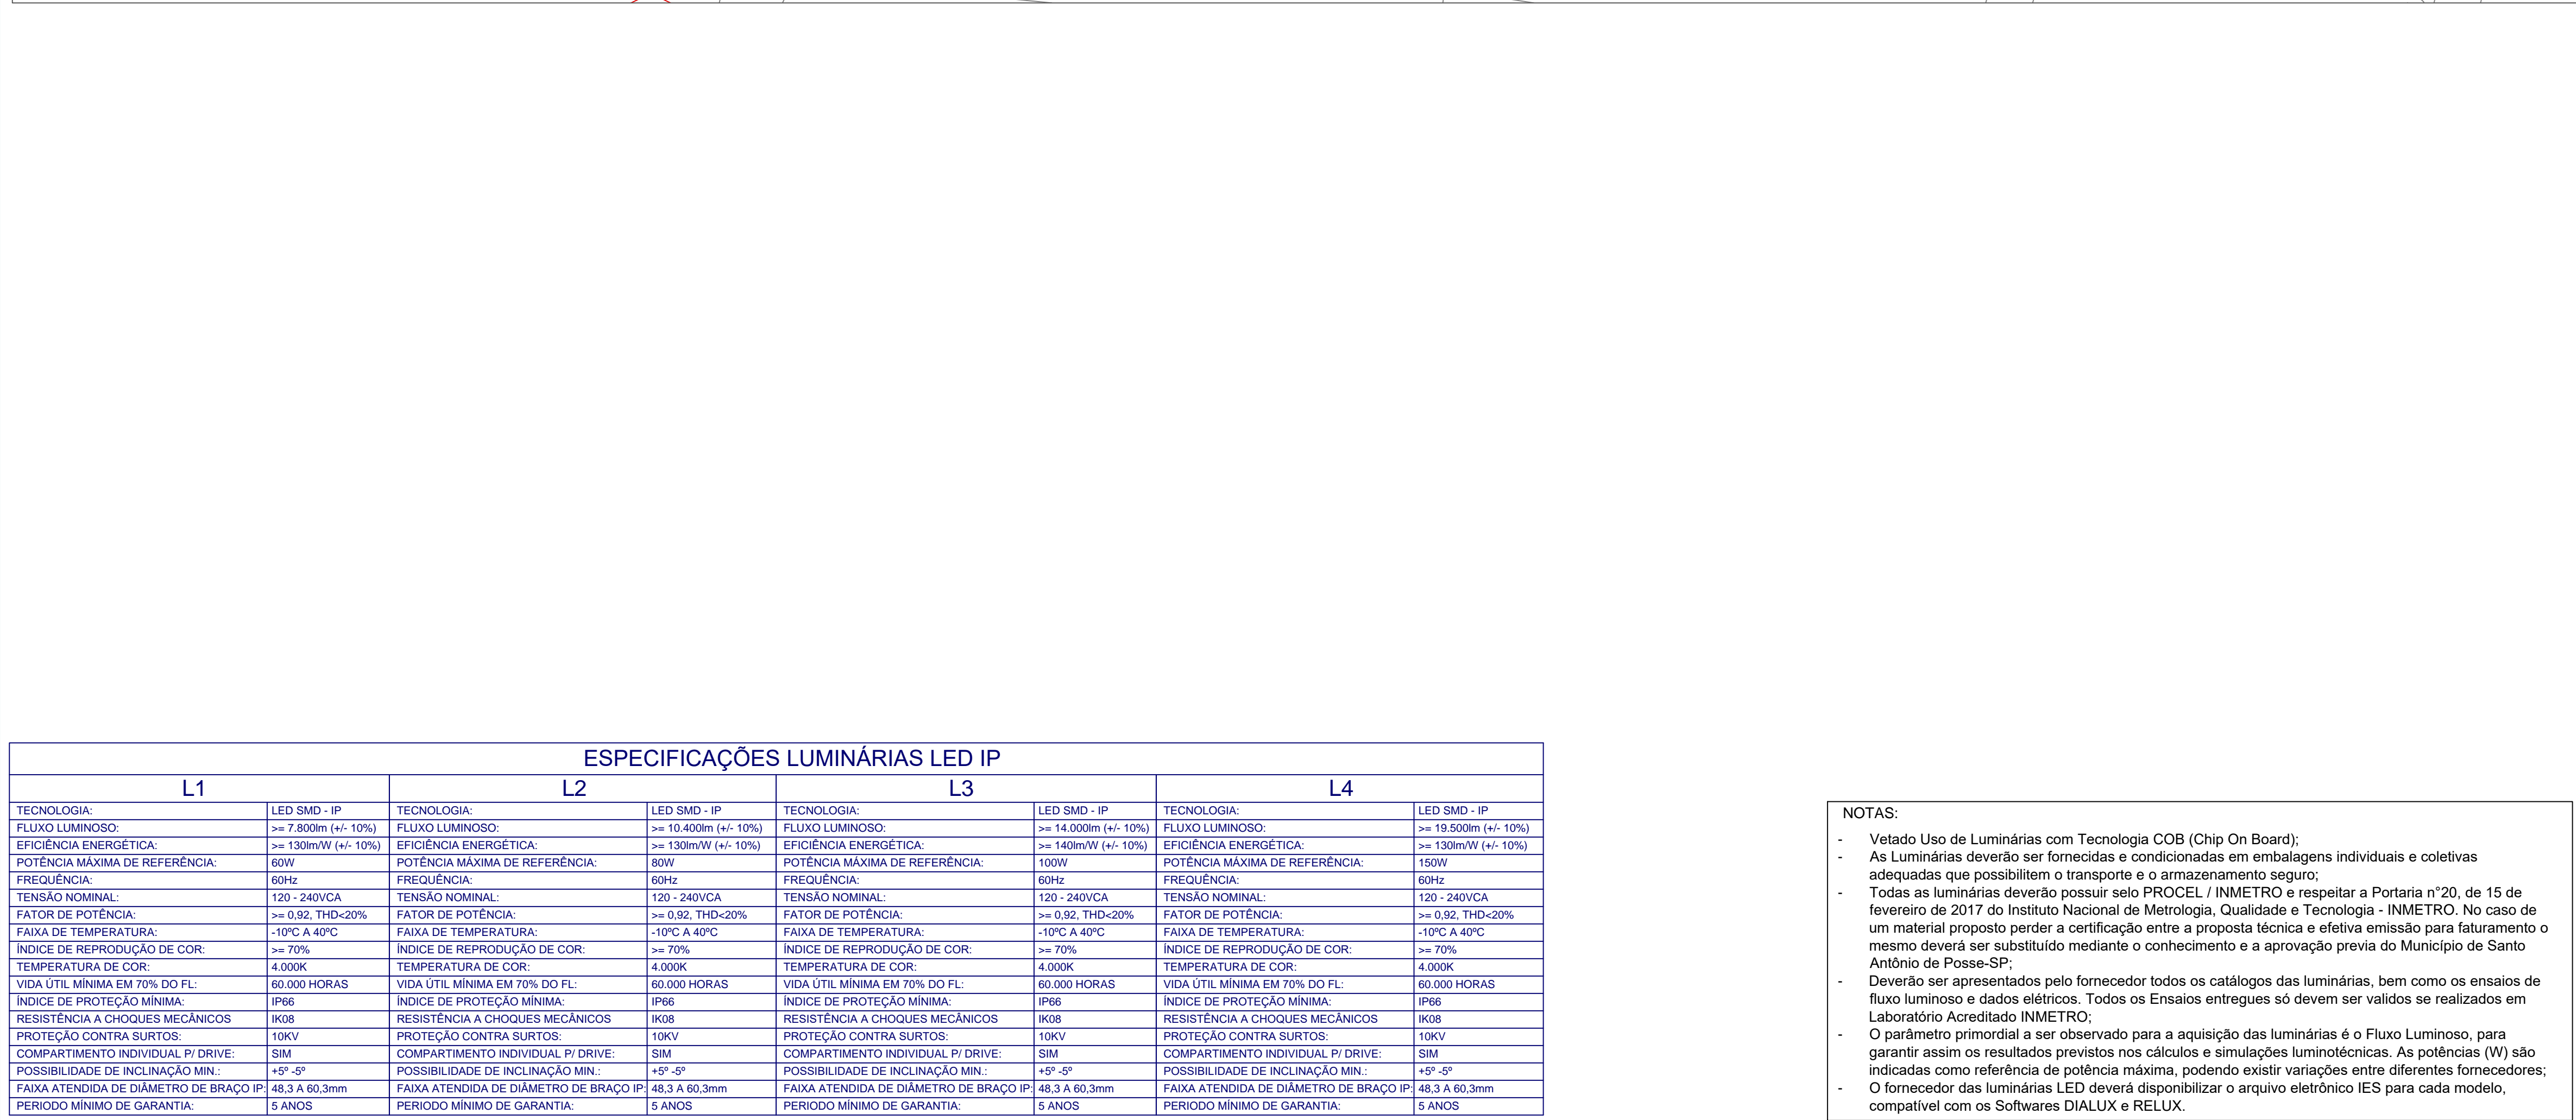 ESPECIFICAÇÕES LUMINÁRIAS LED IP
L1 L2 L3 L4
TECNOLOGIA: LED SMD - IP TECNOLOGIA: LED SMD - IP TECNOLOGIA: LED SMD - IP TECNOLOGIA: LED SMD - IP
FLUXO LUMINOSO: >= 7.800lm (+/- 10%) FLUXO LUMINOSO: >= 10.400lm (+/- 10%) FLUXO LUMINOSO: >= 14.000lm (+/- 10%) FLUXO LUMINOSO: >= 19.500lm (+/- 10%)
EFICIÊNCIA ENERGÉTICA: >= 130lm/W (+/- 10%) EFICIÊNCIA ENERGÉTICA: >= 130lm/W (+/- 10%) EFICIÊNCIA ENERGÉTICA: >= 140lm/W (+/- 10%) EFICIÊNCIA ENERGÉTICA: >= 130lm/W (+/- 10%)
POTÊNCIA MÁXIMA DE REFERÊNCIA: 60W POTÊNCIA MÁXIMA DE REFERÊNCIA: 80W POTÊNCIA MÁXIMA DE REFERÊNCIA: 100W POTÊNCIA MÁXIMA DE REFERÊNCIA: 150W
FREQUÊNCIA: 60Hz FREQUÊNCIA: 60Hz FREQUÊNCIA: 60Hz FREQUÊNCIA: 60Hz
TENSÃO NOMINAL: 120 - 240VCA TENSÃO NOMINAL: 120 - 240VCA TENSÃO NOMINAL: 120 - 240VCA TENSÃO NOMINAL: 120 - 240VCA
FATOR DE POTÊNCIA: >= 0,92, THD<20% FATOR DE POTÊNCIA: >= 0,92, THD<20% FATOR DE POTÊNCIA: >= 0,92, THD<20% FATOR DE POTÊNCIA: >= 0,92, THD<20%
FAIXA DE TEMPERATURA: -10ºC A 40ºC FAIXA DE TEMPERATURA: -10ºC A 40ºC FAIXA DE TEMPERATURA: -10ºC A 40ºC FAIXA DE TEMPERATURA: -10ºC A 40ºC
ÍNDICE DE REPRODUÇÃO DE COR: >= 70% ÍNDICE DE REPRODUÇÃO DE COR: >= 70% ÍNDICE DE REPRODUÇÃO DE COR: >= 70% ÍNDICE DE REPRODUÇÃO DE COR: >= 70%
TEMPERATURA DE COR: 4.000K TEMPERATURA DE COR: 4.000K TEMPERATURA DE COR: 4.000K TEMPERATURA DE COR: 4.000K
VIDA ÚTIL MÍNIMA EM 70% DO FL: 60.000 HORAS VIDA ÚTIL MÍNIMA EM 70% DO FL: 60.000 HORAS VIDA ÚTIL MÍNIMA EM 70% DO FL: 60.000 HORAS VIDA ÚTIL MÍNIMA EM 70% DO FL: 60.000 HORAS
ÍNDICE DE PROTEÇÃO MÍNIMA: IP66 ÍNDICE DE PROTEÇÃO MÍNIMA: IP66 ÍNDICE DE PROTEÇÃO MÍNIMA: IP66 ÍNDICE DE PROTEÇÃO MÍNIMA: IP66
RESISTÊNCIA A CHOQUES MECÂNICOS IK08 RESISTÊNCIA A CHOQUES MECÂNICOS IK08 RESISTÊNCIA A CHOQUES MECÂNICOS IK08 RESISTÊNCIA A CHOQUES MECÂNICOS IK08
PROTEÇÃO CONTRA SURTOS: 10KV PROTEÇÃO CONTRA SURTOS: 10KV PROTEÇÃO CONTRA SURTOS: 10KV PROTEÇÃO CONTRA SURTOS: 10KV
COMPARTIMENTO INDIVIDUAL P/ DRIVE: SIM COMPARTIMENTO INDIVIDUAL P/ DRIVE: SIM COMPARTIMENTO INDIVIDUAL P/ DRIVE: SIM COMPARTIMENTO INDIVIDUAL P/ DRIVE: SIM
POSSIBILIDADE DE INCLINAÇÃO MIN.: +5º -5º POSSIBILIDADE DE INCLINAÇÃO MIN.: +5º -5º POSSIBILIDADE DE INCLINAÇÃO MIN.: +5º -5º POSSIBILIDADE DE INCLINAÇÃO MIN.: +5º -5º
FAIXA ATENDIDA DE DIÂMETRO DE BRAÇO IP: 48,3 A 60,3mm FAIXA ATENDIDA DE DIÂMETRO DE BRAÇO IP: 48,3 A 60,3mm FAIXA ATENDIDA DE DIÂMETRO DE BRAÇO IP: 48,3 A 60,3mm FAIXA ATENDIDA DE DIÂMETRO DE BRAÇO IP: 48,3 A 60,3mm
PERIODO MÍNIMO DE GARANTIA: 5 ANOS PERIODO MÍNIMO DE GARANTIA: 5 ANOS PERIODO MÍNIMO DE GARANTIA: 5 ANOS PERIODO MÍNIMO DE GARANTIA: 5 ANOS
NOTAS:
- Vetado Uso de Luminárias com Tecnologia COB (Chip On Board);
- As Luminárias deverão ser fornecidas e condicionadas em embalagens individuais e coletivas
adequadas que possibilitem o transporte e o armazenamento seguro;
- Todas as luminárias deverão possuir selo PROCEL / INMETRO e respeitar a Portaria n°20, de 15 de
fevereiro de 2017 do Instituto Nacional de Metrologia, Qualidade e Tecnologia - INMETRO. No caso de
um material proposto perder a certificação entre a proposta técnica e efetiva emissão para faturamento o
mesmo deverá ser substituído mediante o conhecimento e a aprovação previa do Município de Santo
Antônio de Posse-SP;
- Deverão ser apresentados pelo fornecedor todos os catálogos das luminárias, bem como os ensaios de
fluxo luminoso e dados elétricos. Todos os Ensaios entregues só devem ser validos se realizados em
Laboratório Acreditado INMETRO;
- O parâmetro primordial a ser observado para a aquisição das luminárias é o Fluxo Luminoso, para
garantir assim os resultados previstos nos cálculos e simulações luminotécnicas. As potências (W) são
indicadas como referência de potência máxima, podendo existir variações entre diferentes fornecedores;
- O fornecedor das luminárias LED deverá disponibilizar o arquivo eletrônico IES para cada modelo,
compatível com os Softwares DIALUX e RELUX.